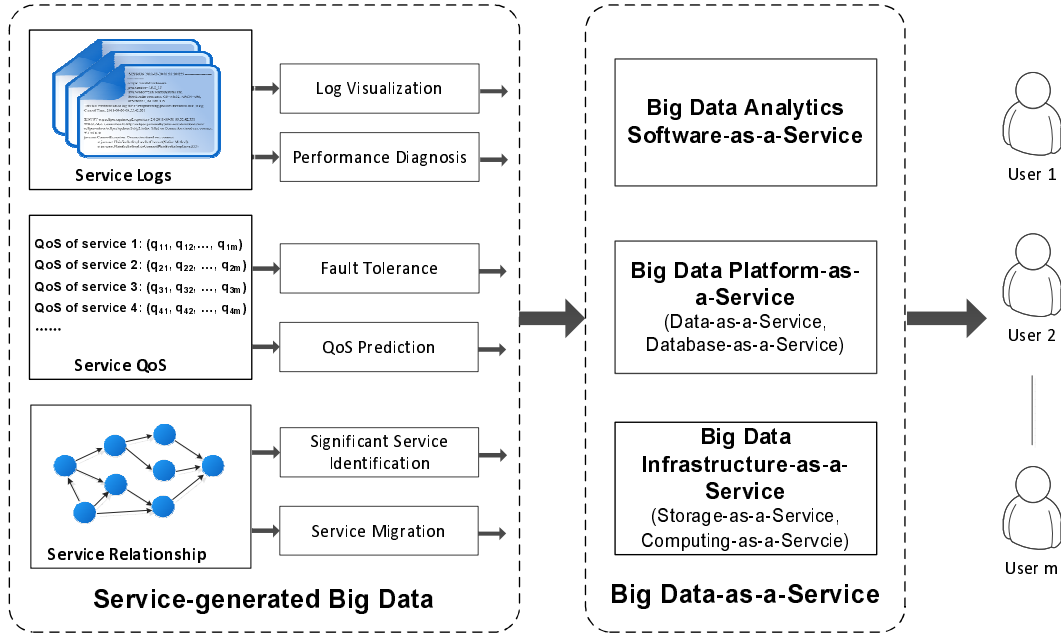 Service Logs
Log Visualization
Performance Diagnosis
QoS of service 1: (q11, q12,..., q1m)
QoS of service 2: (q21, q22, ..., q2m)
QoS of service 3: (q31, q32, ..., q3m)
QoS of service 4: (q41, q42, ..., q4m)
......
Service QoS
Fault Tolerance
QoS Prediction
Service Relationship
Significant Service
Identification
Service Migration
Service-generated Big Data
Big Data Analytics
Software-as-a-Service
Big Data Platform-as-
a-Service
(Data-as-a-Service,
Database-as-a-Service)
Big Data
Infrastructure-as-a-
Service
(Storage-as-a-Service,
Computing-as-a-Servcie)
Big Data-as-a-Service
User 1
User 2
User m